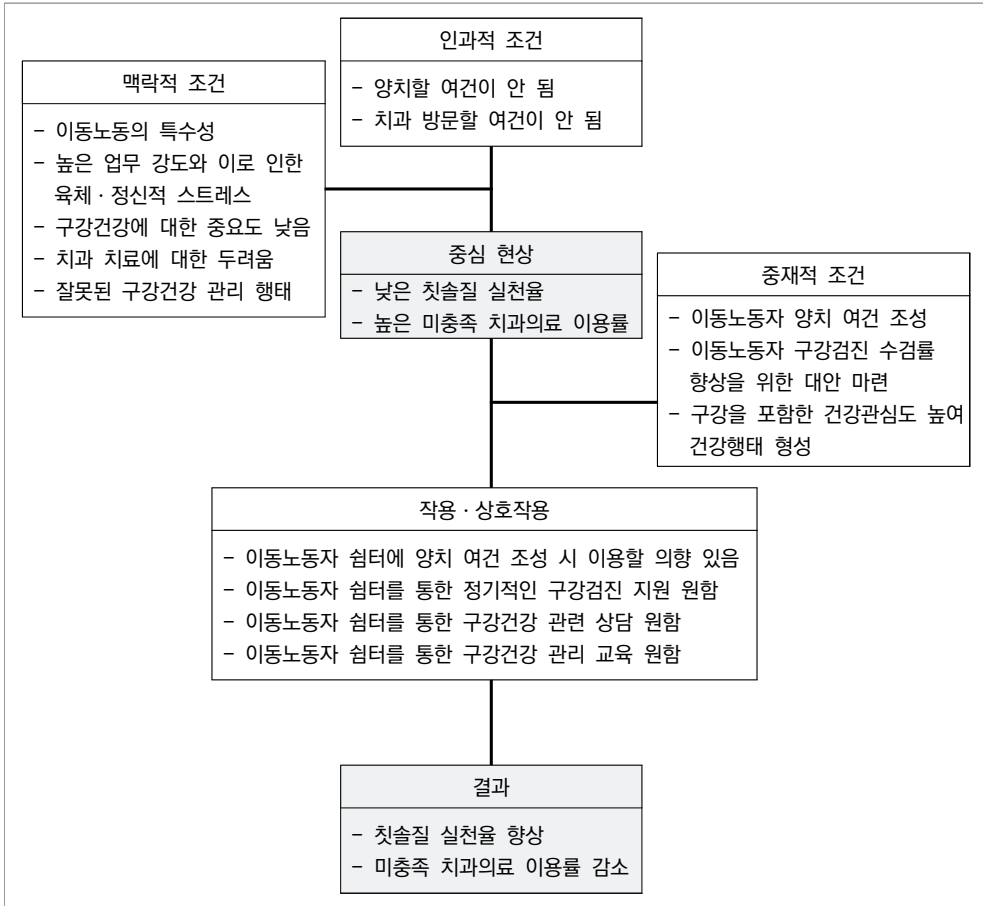 인과적 조건
– 양치할 여건이 안 됨
– 치과 방문할 여건이 안 됨
맥락적 조건
– 이동노동의 특수성
– 높은 업무 강도와 이로 인한
육체·정신적 스트레스
– 구강건강에 대한 중요도 낮음
– 치과 치료에 대한 두려움
– 잘못된 구강건강 관리 행태
중심 현상
– 낮은 칫솔질 실천율
– 높은 미충족 치과의료 이용률
중재적 조건
– 이동노동자 양치 여건 조성
– 이동노동자 구강검진 수검률
향상을 위한 대안 마련
– 구강을 포함한 건강관심도 높여
건강행태 형성
작용·상호작용
– 이동노동자 쉼터에 양치 여건 조성 시 이용할 의향 있음
– 이동노동자 쉼터를 통한 정기적인 구강검진 지원 원함
– 이동노동자 쉼터를 통한 구강건강 관련 상담 원함
– 이동노동자 쉼터를 통한 구강건강 관리 교육 원함
결과
– 칫솔질 실천율 향상
– 미충족 치과의료 이용률 감소